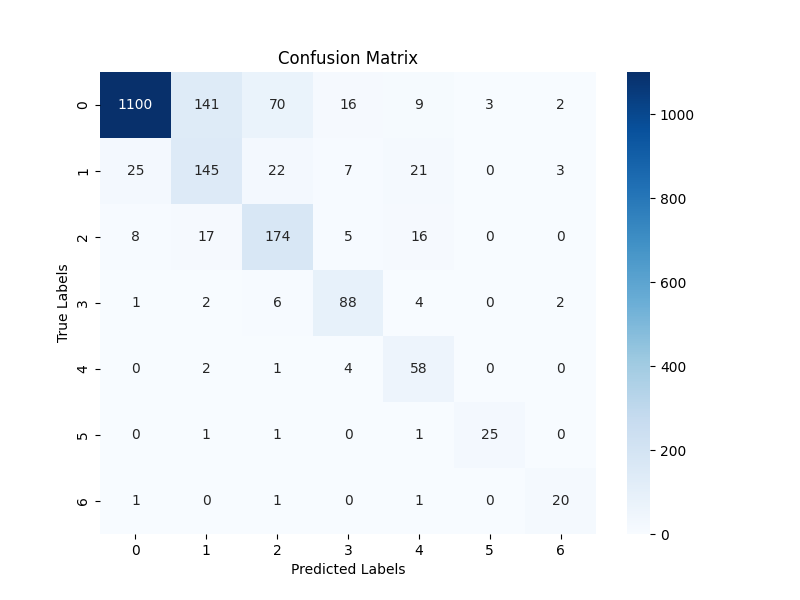 Confusion Matrix
0 1100 141 70 16 9 3 2
1 25 145 22 7 21 0 3
2 8 17 174 5 16 0 0
3 1 2 6 88 4 0 2
4 0 2 1 4 58 0 0
5 0 1 1 0 1 25 0
6 1 0 1 0 1 0 20
0 1 2 3 4 5 6
Predicted Labels
True Labels
1000
800
600
400
200
0